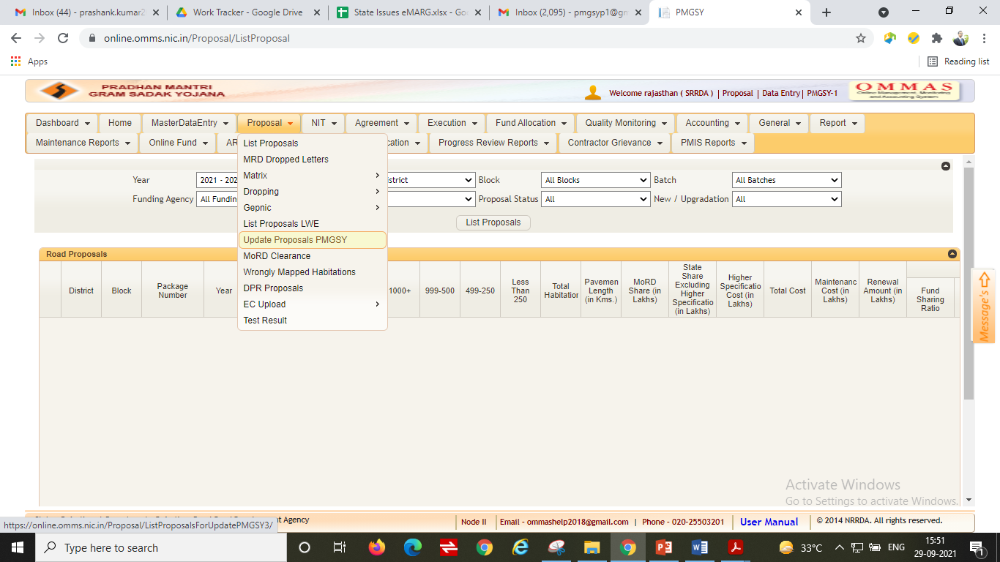 Inbox (44) - prashank.kumar2
Work Tracker - Google Drive
State Issues eMARG.xlsx - Go
Inbox (2,095) - pmgsyp1@gm
PMGSY
online.omms.nic.in/Proposal/ListProposal
Apps
Reading list
PRADHAN MANTRI
GRAM SADAK YOJANA
Welcome rajasthan ( SRRDA ) | Proposal | Data Entry | PMGSY-1
OMMAS
Online Management, Monitoring
and Accounting System
Dashboard Home MasterDataEntry Proposal NIT Agreement Execution Fund Allocation Quality Monitoring Accounting General Report
Maintenance Reports Online Fund AR cation Progress Review Reports Contractor Grievance PMIS Reports
List Proposals
MRD Dropped Letters
Matrix
Dropping
Gepnic
List Proposals LWE
Update Proposals PMGSY
MoRD Clearance
Wrongly Mapped Habitations
DPR Proposals
EC Upload
Test Result
Year 2021 - 202 istrict Block All Blocks Batch All Batches
Funding Agency All Fundin Proposal Status All New / Upgradation All
List Proposals
Road Proposals
District
Block
Package
Number
Year
1000+
999-500
499-250
Less
Than
250
Total
Habitation
Pavemen
Length
(in Kms.)
MoRD
Share (in
Lakhs)
State
Share
Excluding
Higher
Specificatio
(in Lakhs)
Higher
Specificatio
Cost (in
Lakhs)
Total Cost
Maintenanc
Cost (in
Lakhs)
Renewal
Amount (in
Lakhs)
Fund
Sharing
Ratio
Message's
Activate Windows
Go to Settings to activate Windows.
nt Agency
https://online.omms.nic.in/Proposal/ListProposalsForUpdatePMGSY3/
Node II
Email - ommashelp2018@gmail.com | Phone - 020-25503201
User Manual
© 2014 NRRDA. All rights reserved.
Type here to search
33°C
ENG
15:51
29-09-2021
1